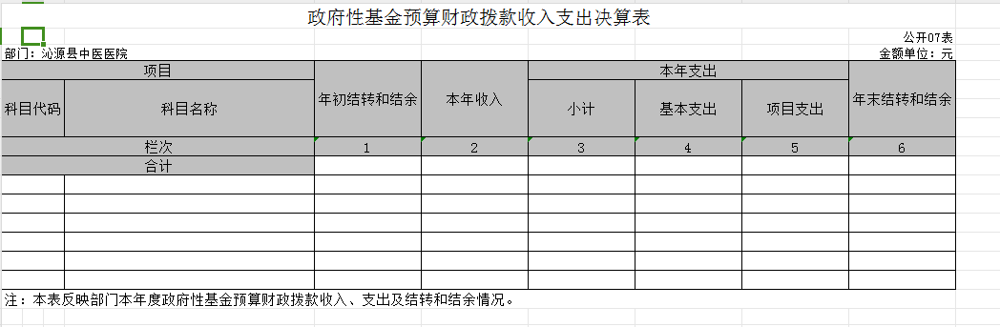 政府性基金预算财政拨款收入支出决算表
公开07表
部门：沁源县中医医院 金额单位：元
项目 年初结转和结余 本年收入 本年支出 年末结转和结余
科目代码 科目名称 小计 基本支出 项目支出
栏次 1 2 3 4 5 6
合计
注：本表反映部门本年度政府性基金预算财政拨款收入、支出及结转和结余情况。